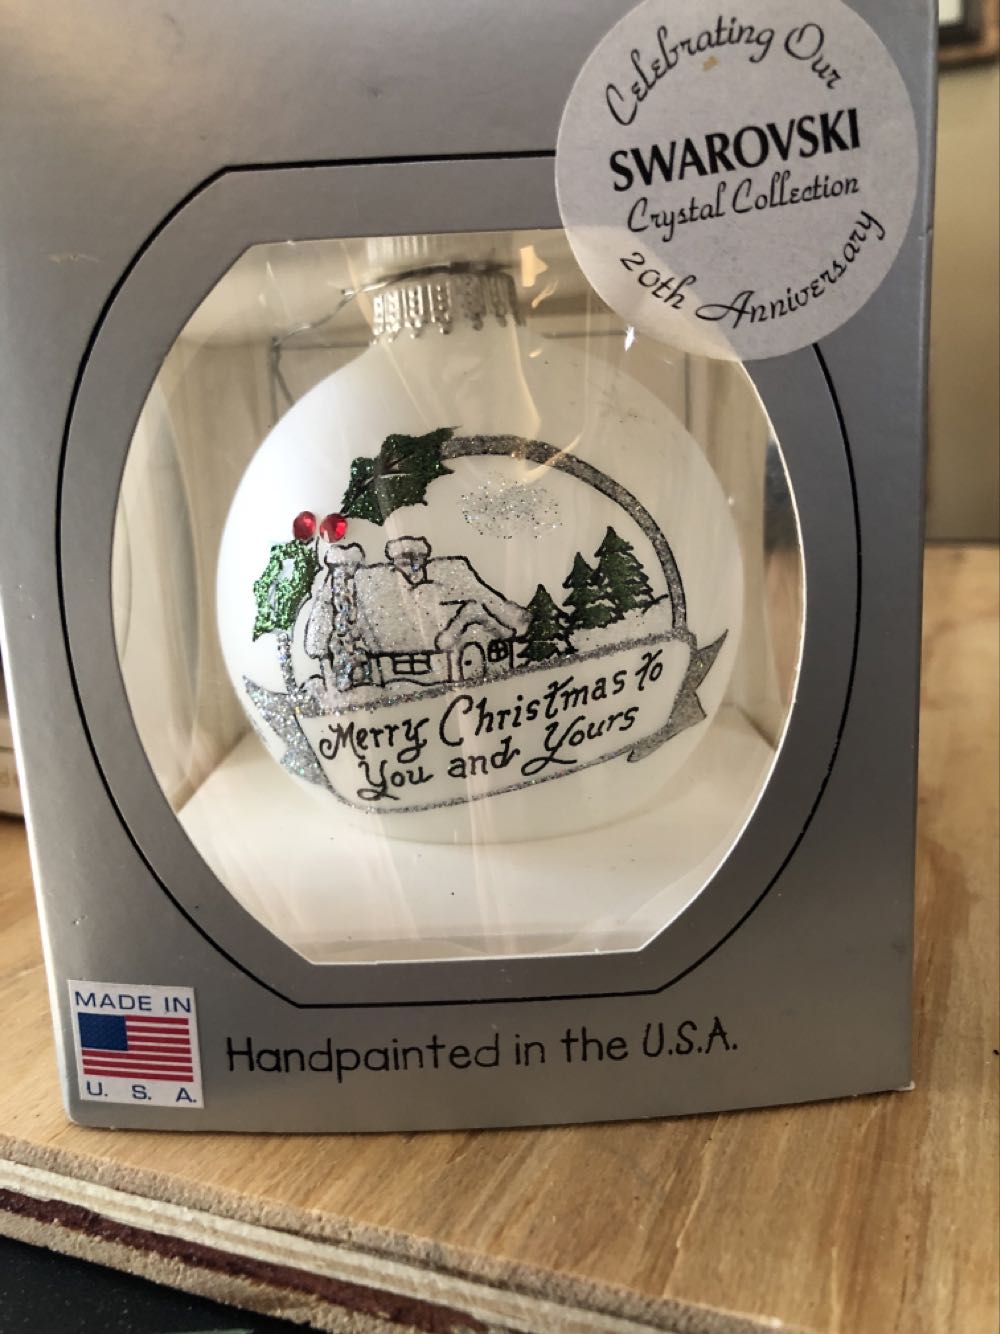 Celebrating Our
SWAROVSKI
Crystal Collection
20th Anniversary
Merry Christmas to
You and Yours
MADE IN
U. S. A.
Handpainted in the U.S.A.